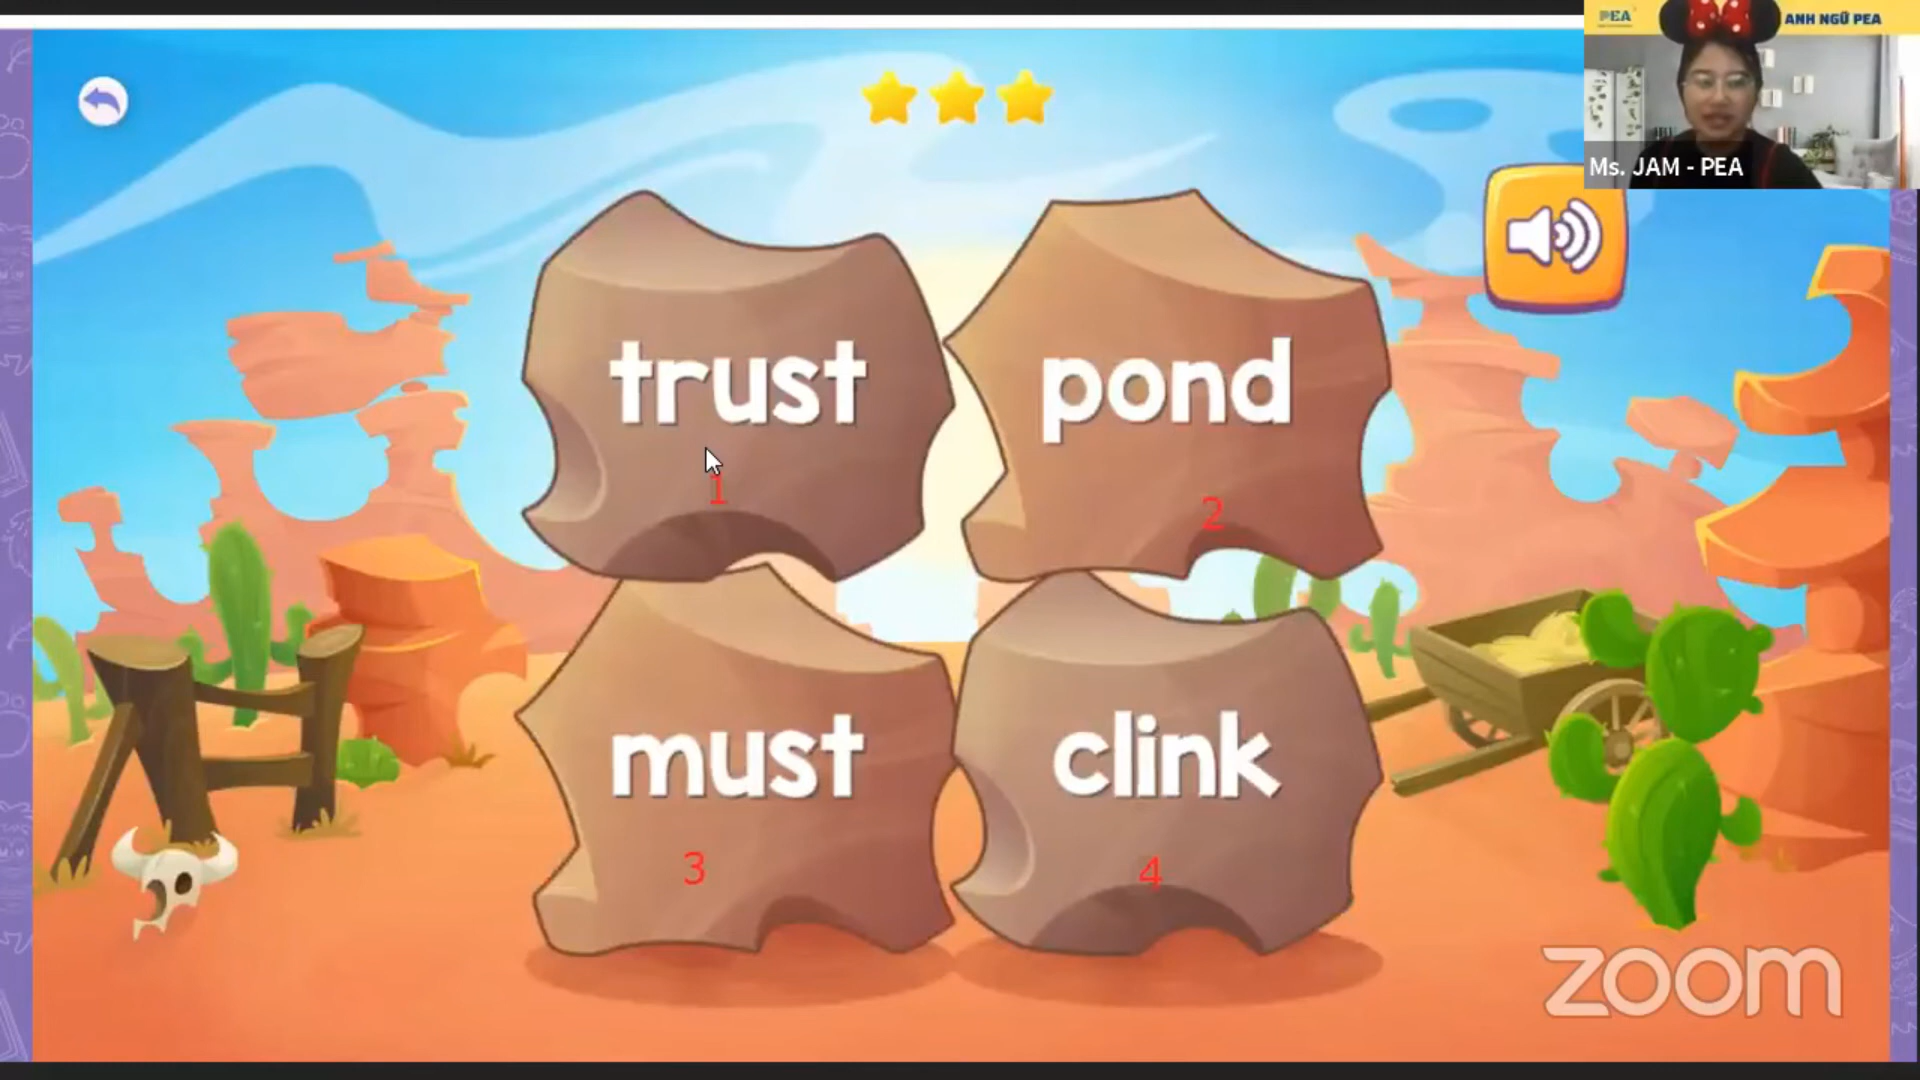 PEA
ANH NGỮ PEA
Ms. JAM - PEA
trust
1
pond
2
must
3
clink
4
zoom